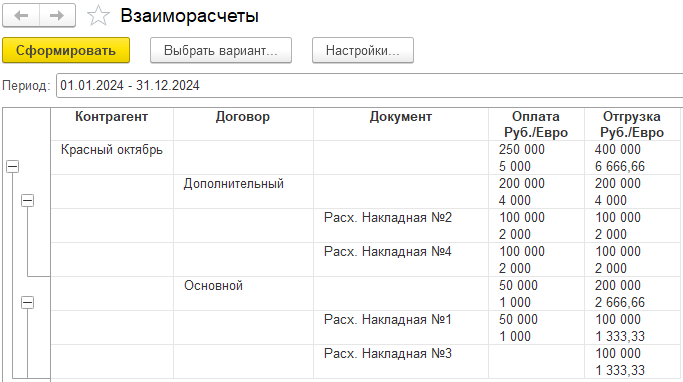 Взаиморасчеты
Сформировать Выбрать вариант... Настройки...
Период: 01.01.2024 - 31.12.2024
Контрагент Договор Документ Оплата Отгрузка
Руб./Евро Руб./Евро
Красный октябрь 250 000 400 000
5 000 6 666,66
Дополнительный 200 000 200 000
4 000 4 000
Расх. Накладная №2 100 000 100 000
2 000 2 000
Расх. Накладная №4 100 000 100 000
2 000 2 000
Основной 50 000 200 000
1 000 2 666,66
Расх. Накладная №1 50 000 100 000
1 000 1 333,33
Расх. Накладная №3 100 000
1 333,33